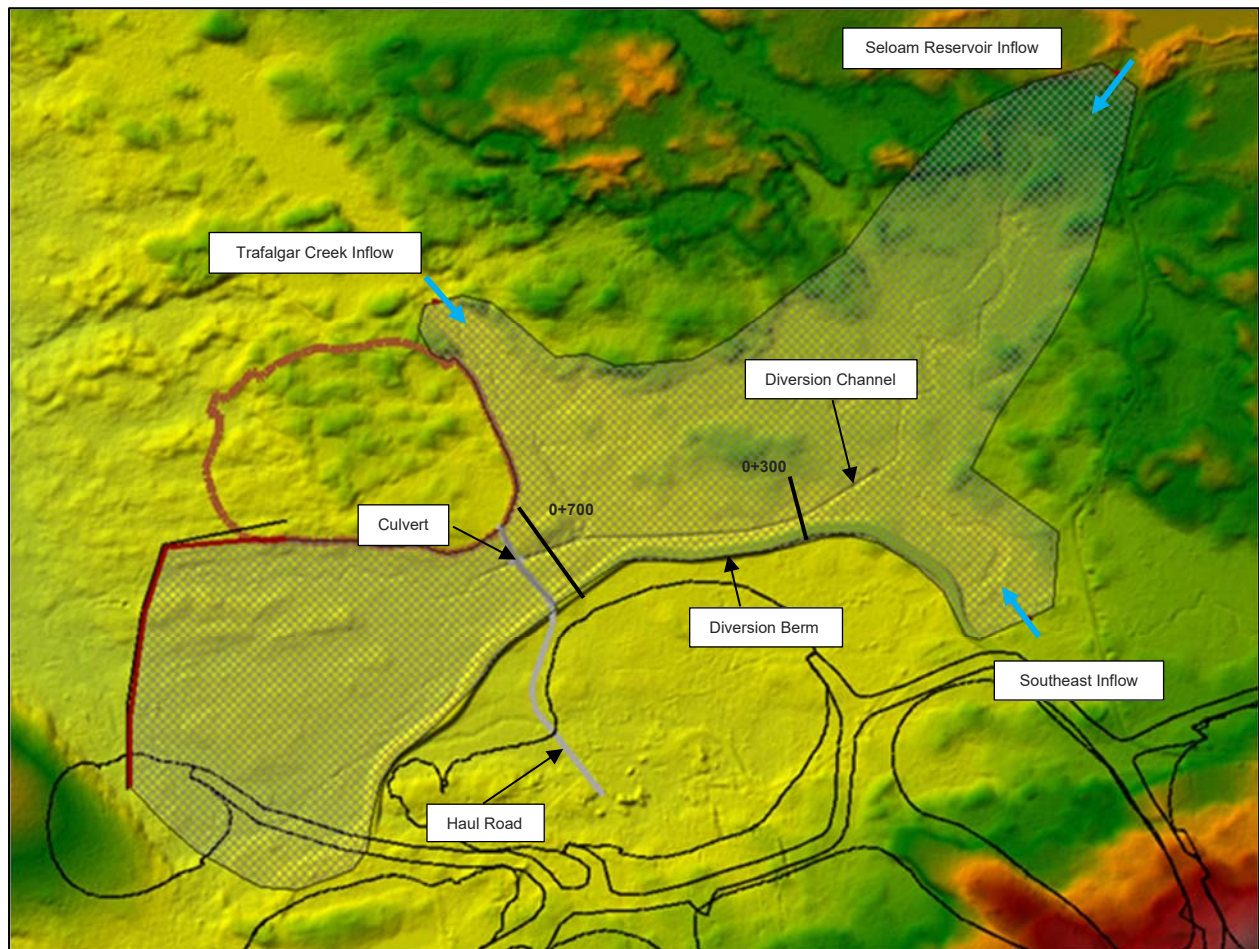 Seloam Reservoir Inflow
Trafalgar Creek Inflow
Diversion Channel
0+300
0+700
Culvert
Diversion Berm
Southeast Inflow
Haul Road